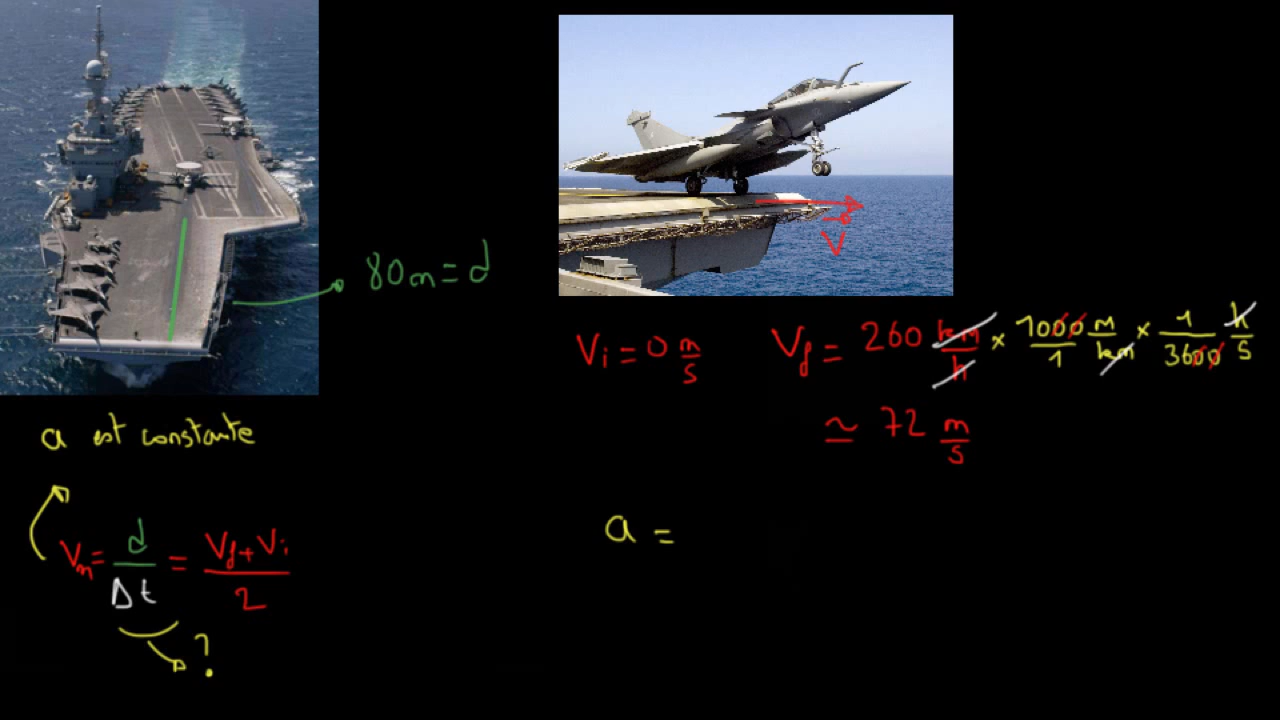 80m = d
V
Vi = 0 m/s
Vf = 260 km/h × 1000/1 m/km × 1/3600 h/s
≃ 72 m/s
a est constante
Vm = d/Δt = Vf + Vi/2
?
a =